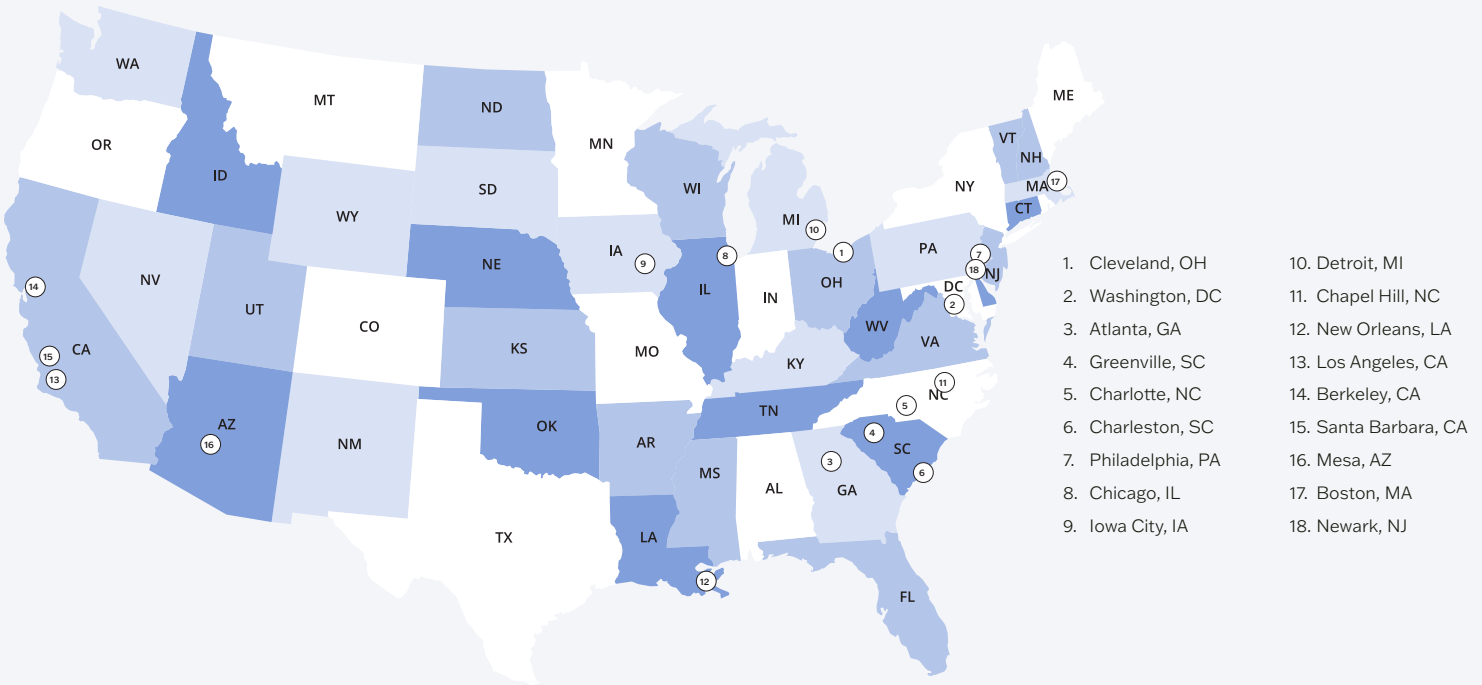 WA
MT
ND
MN
ME
OR
ID
SD
WI
VT
NH
NY
MA
17
CT
WY
MI
10
IA
9
8
1
PA
7
18
NJ
NV
UT
NE
IL
IN
OH
DC
2
14
CO
KS
MO
WV
VA
KY
15
CA
13
11
NC
5
AZ
16
NM
OK
AR
TN
4
SC
6
MS
AL
3
GA
TX
LA
12
FL
1. Cleveland, OH
2. Washington, DC
3. Atlanta, GA
4. Greenville, SC
5. Charlotte, NC
6. Charleston, SC
7. Philadelphia, PA
8. Chicago, IL
9. Iowa City, IA
10. Detroit, MI
11. Chapel Hill, NC
12. New Orleans, LA
13. Los Angeles, CA
14. Berkeley, CA
15. Santa Barbara, CA
16. Mesa, AZ
17. Boston, MA
18. Newark, NJ